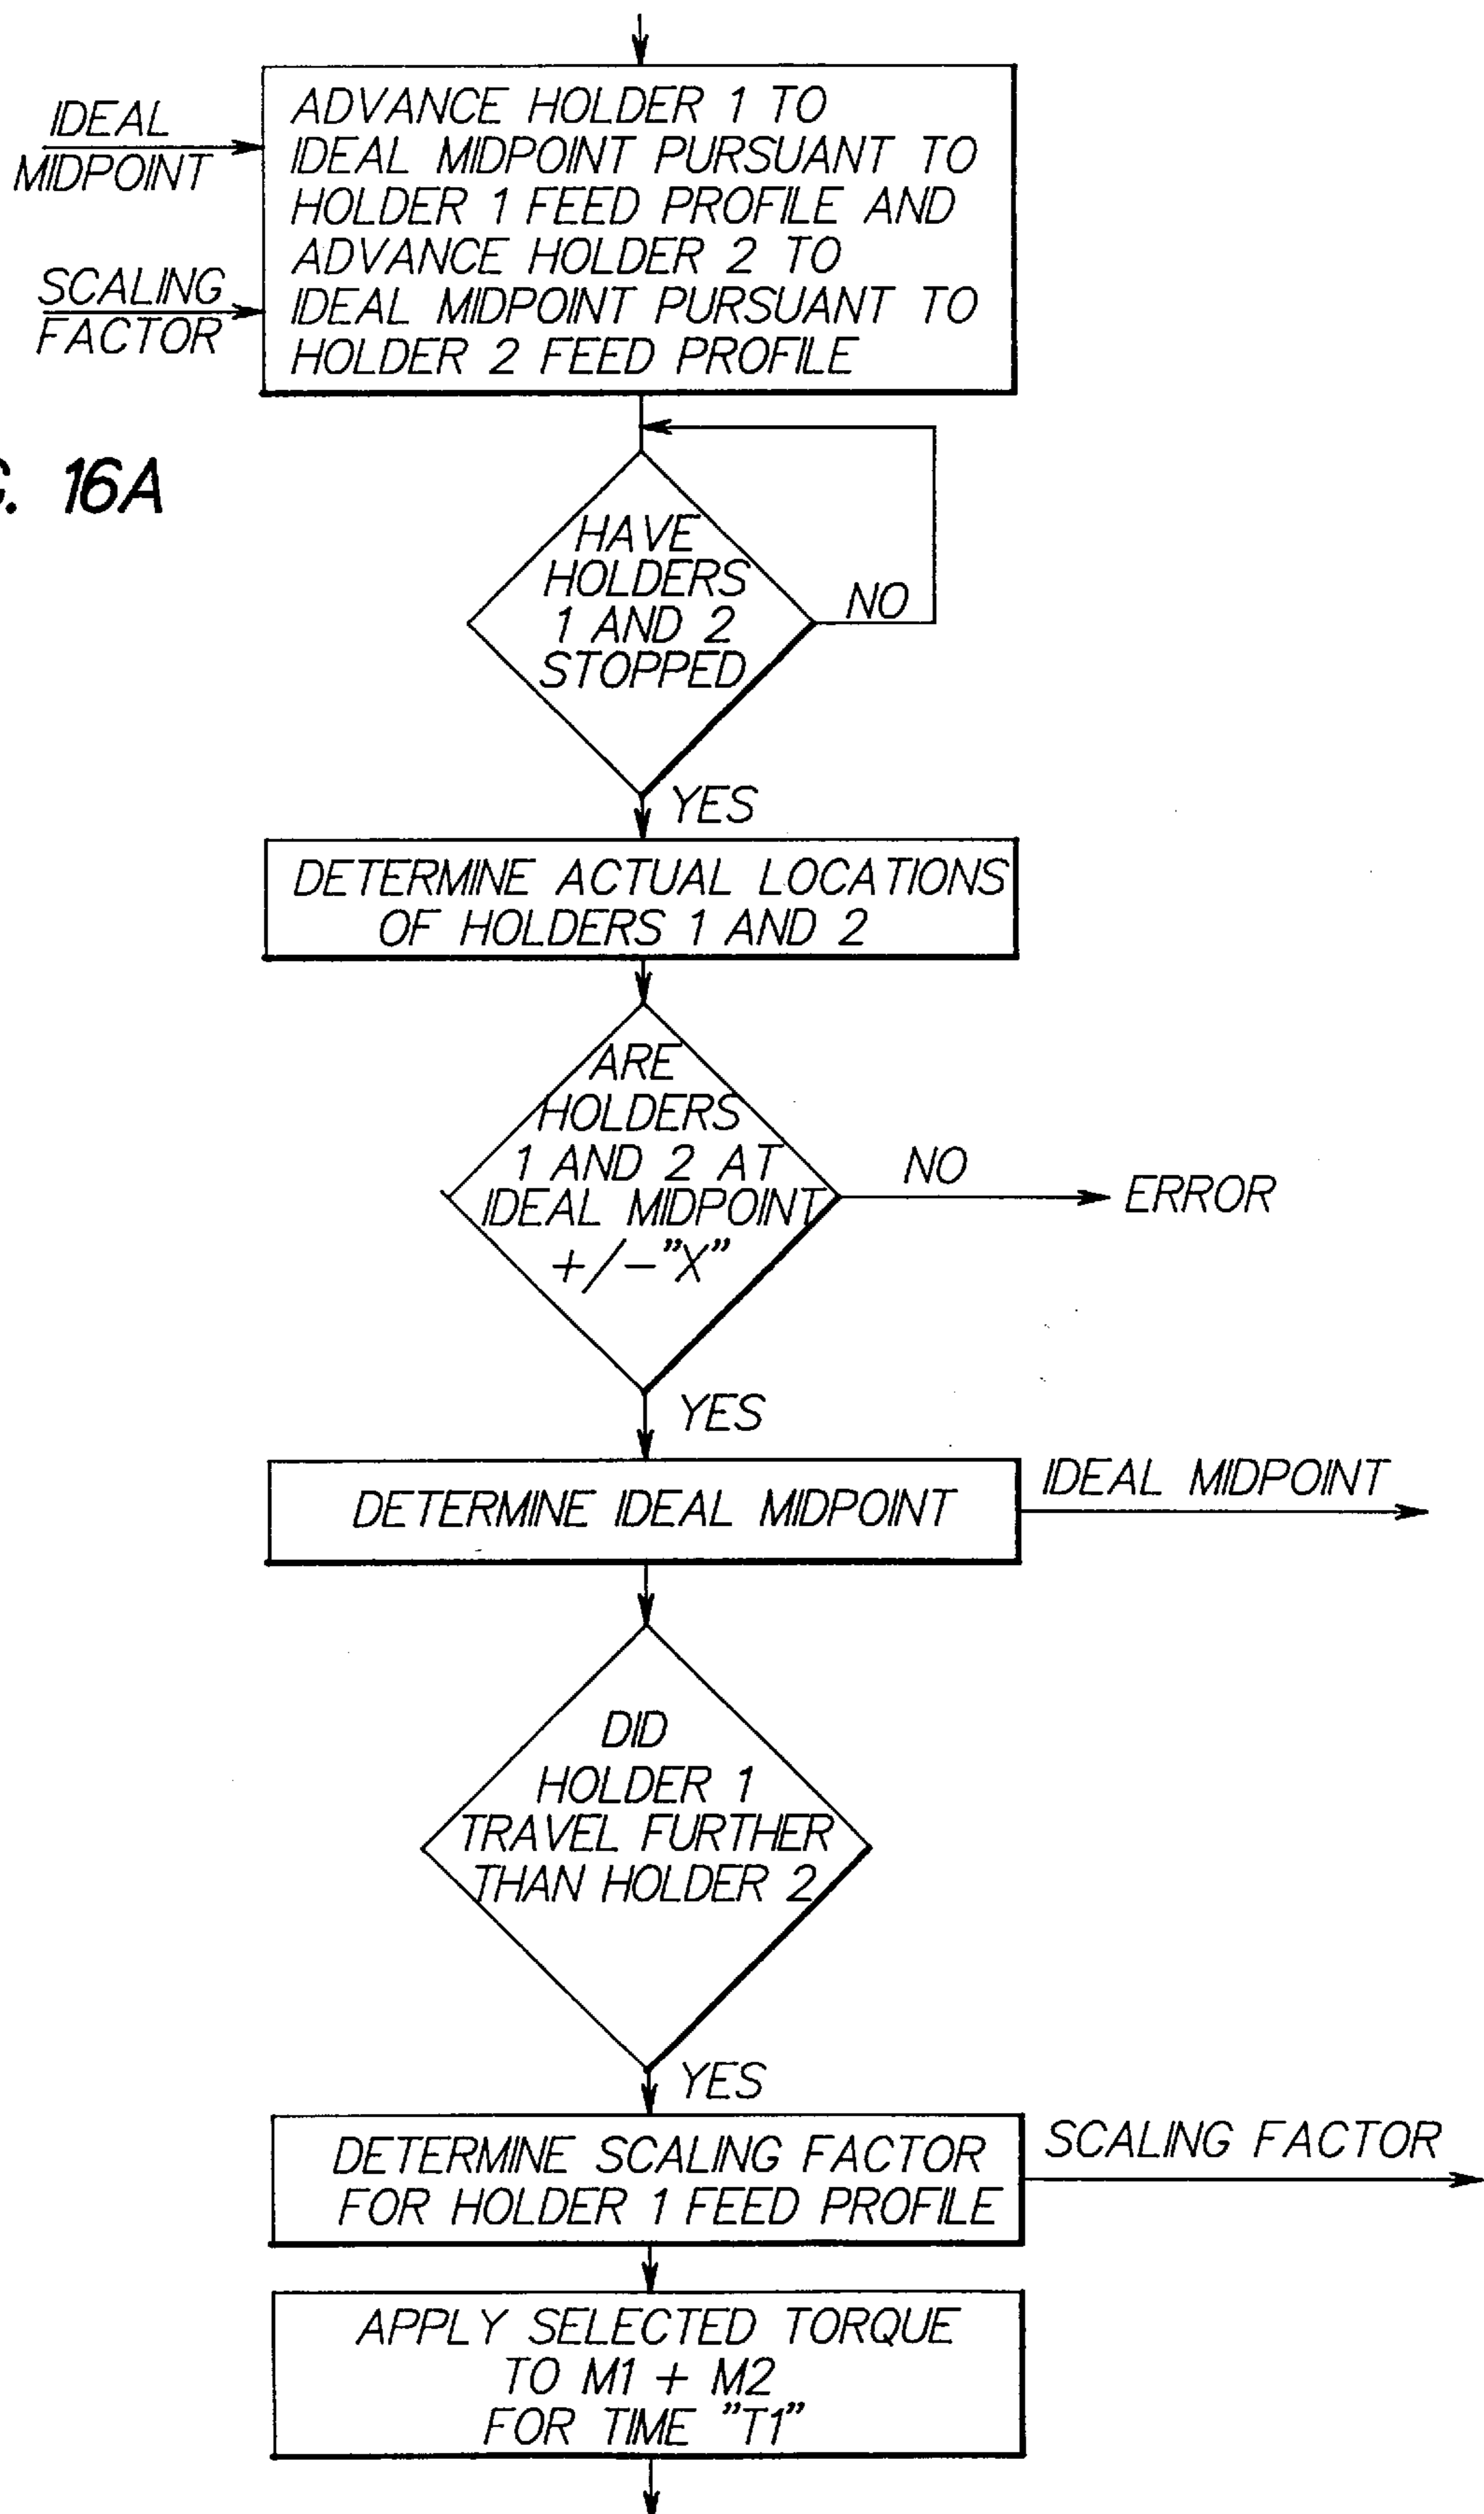 IDEAL
MIDPOINT
SCALING
FACTOR
ADVANCE HOLDER 1 TO
IDEAL MIDPOINT PURSUANT TO
HOLDER 1 FEED PROFILE AND
ADVANCE HOLDER 2 TO
IDEAL MIDPOINT PURSUANT TO
HOLDER 2 FEED PROFILE
16A
HAVE
HOLDERS
1 AND 2
STOPPED
NO
YES
DETERMINE ACTUAL LOCATIONS
OF HOLDERS 1 AND 2
ARE
HOLDERS
1 AND 2 AT
IDEAL MIDPOINT
+/-"X"
NO
ERROR
YES
DETERMINE IDEAL MIDPOINT
IDEAL MIDPOINT
DID
HOLDER 1
TRAVEL FURTHER
THAN HOLDER 2
YES
DETERMINE SCALING FACTOR
FOR HOLDER 1 FEED PROFILE
SCALING FACTOR
APPLY SELECTED TORQUE
TO M1 + M2
FOR TIME "T1"